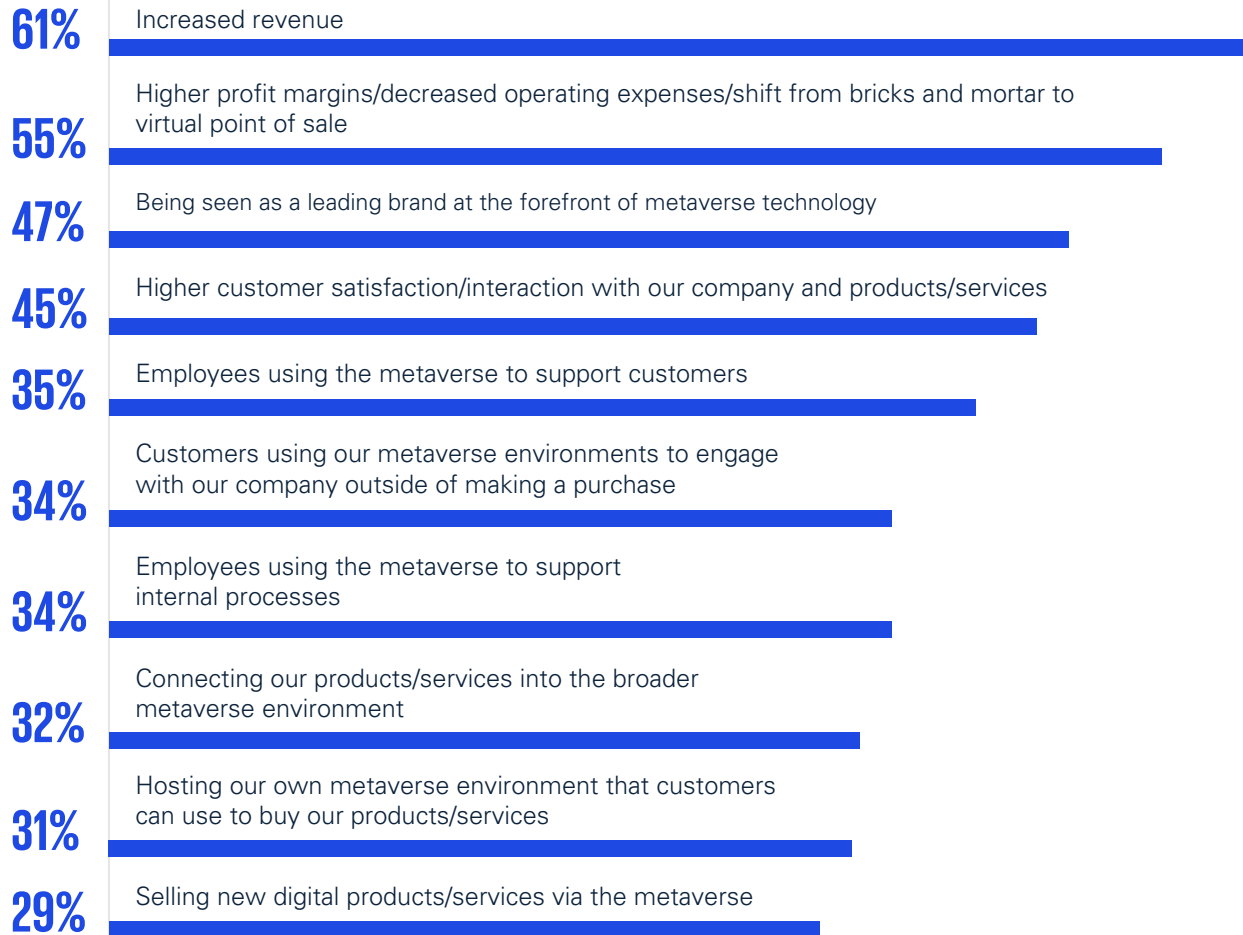 61%
Increased revenue
Higher profit margins/decreased operating expenses/shift from bricks and mortar to
virtual point of sale
55%
Being seen as a leading brand at the forefront of metaverse technology
47%
Higher customer satisfaction/interaction with our company and products/services
45%
Employees using the metaverse to support customers
35%
Customers using our metaverse environments to engage
with our company outside of making a purchase
34%
Employees using the metaverse to support
internal processes
34%
Connecting our products/services into the broader
metaverse environment
32%
Hosting our own metaverse environment that customers
can use to buy our products/services
31%
Selling new digital products/services via the metaverse
29%